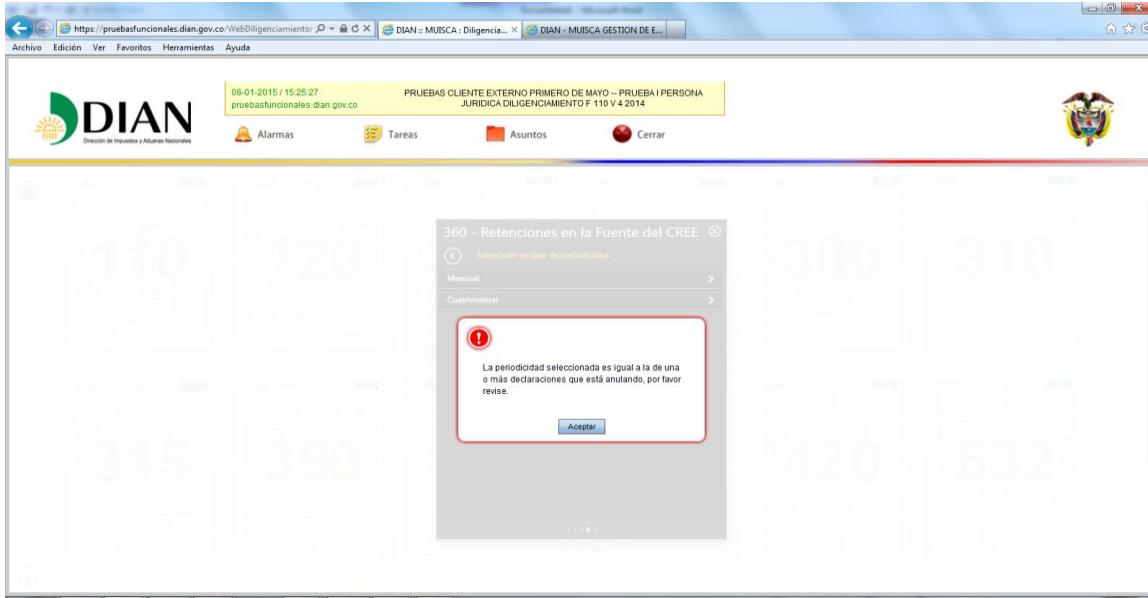 https://pruebasfuncionales.dian.gov.co/WebDiligenciamiento/
DIAN :: MUISCA : Diligencia...
DIAN - MUISCA GESTION DE E...
Archivo Edición Ver Favoritos Herramientas Ayuda
DIAN
Dirección de Impuestos y Aduanas Nacionales
08-01-2015 / 15:25:27
pruebasfuncionales.dian.gov.co
PRUEBAS CLIENTE EXTERNO PRIMERO DE MAYO -- PRUEBA I PERSONA
JURIDICA DILIGENCIAMIENTO F 110 V 4 2014
Alarmas
Tareas
Asuntos
Cerrar
110
120
300
310
360 - Retenciones en la Fuente del CREE
Seleccione un tipo de periodicidad
Mensual
Cuatrimestral
La periodicidad seleccionada es igual a la de una
o más declaraciones que está anulando, por favor
revise.
Aceptar
315
350
420
532